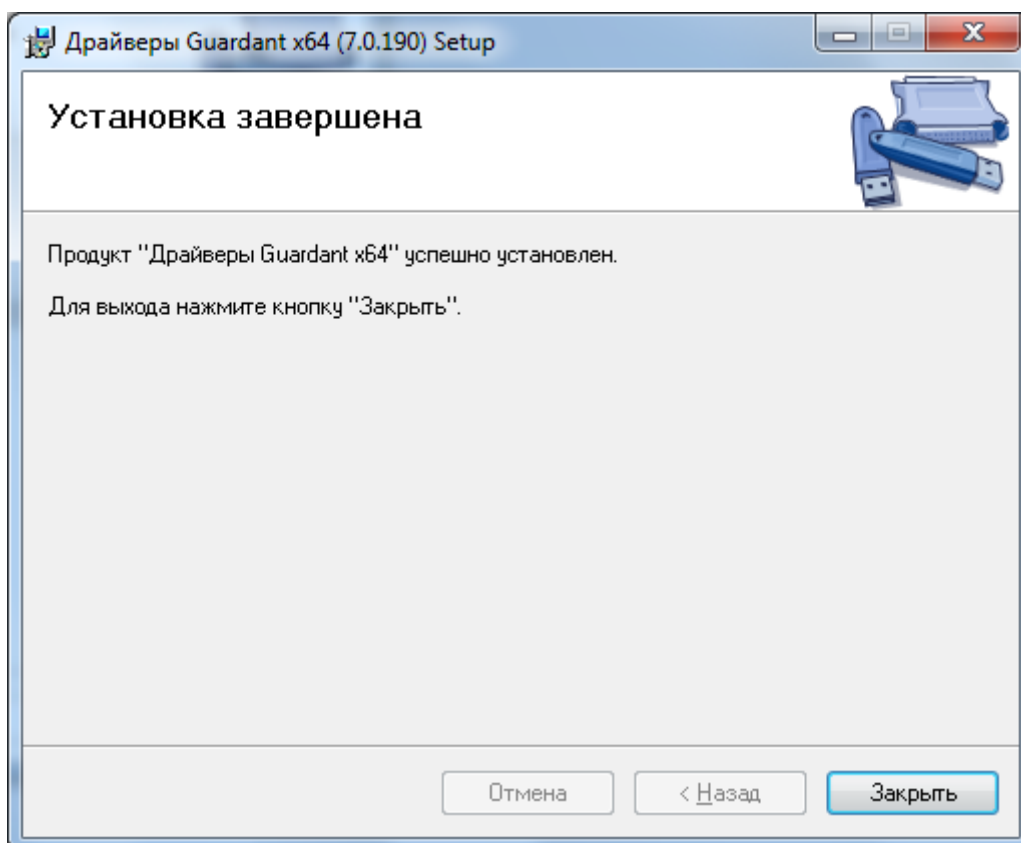 Драйверы Guardant x64 (7.0.190) Setup
Установка завершена
Продукт "Драйверы Guardant x64" успешно установлен.
Для выхода нажмите кнопку "Закрыть".
Отмена
< Назад
Закрыть